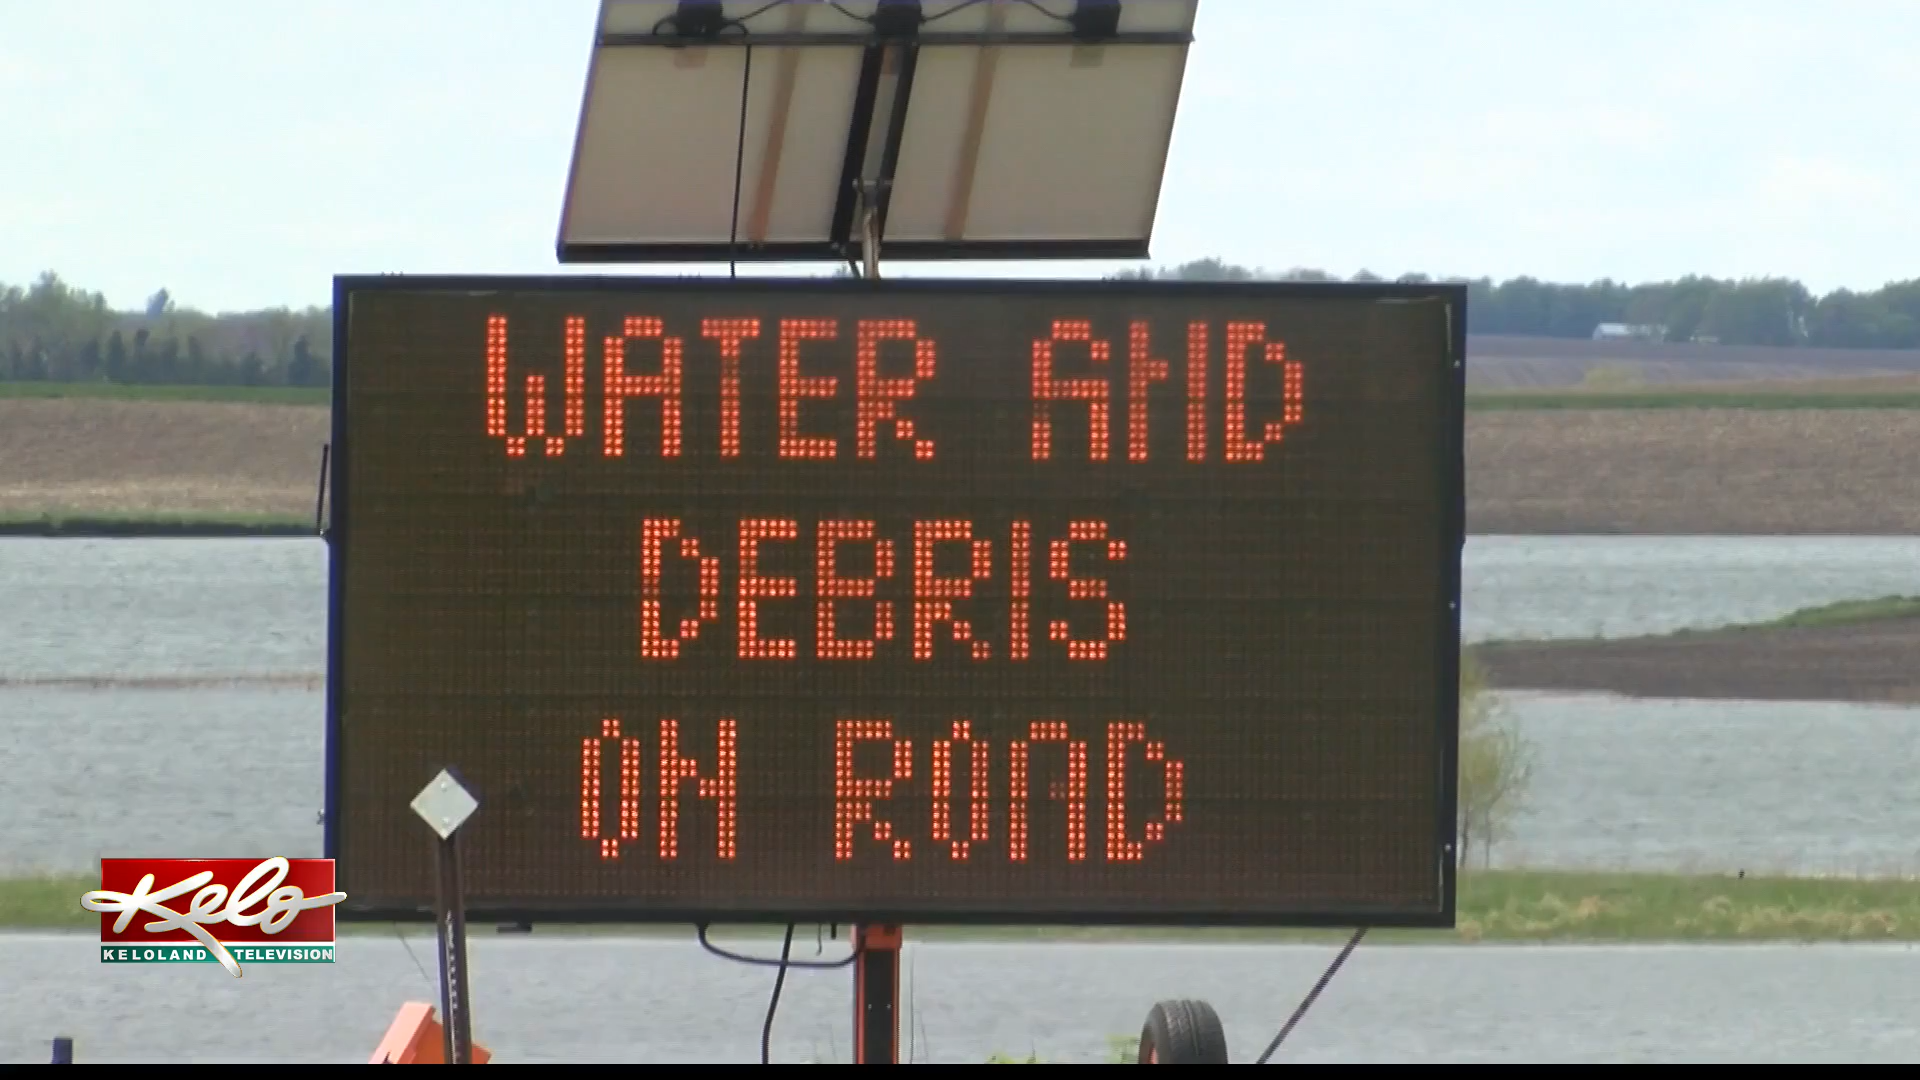 WATER AND
DEBRIS
ON ROAD
Kelo
KELOLAND TELEVISION